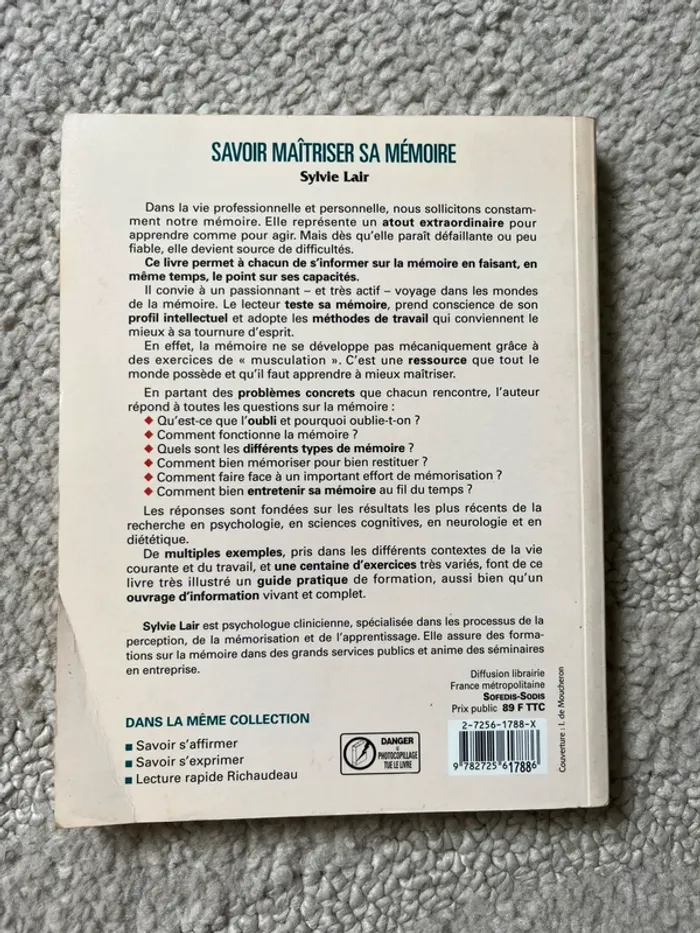 SAVOIR MAÎTRISER SA MÉMOIRE
Sylvie Lair
Dans la vie professionnelle et personnelle, nous sollicitons constam-
ment notre mémoire. Elle représente un atout extraordinaire pour
apprendre comme pour agir. Mais dès qu'elle paraît défaillante ou peu
fiable, elle devient source de difficultés.
Ce livre permet à chacun de s'informer sur la mémoire en faisant, en
même temps, le point sur ses capacités.
Il convie à un passionnant – et très actif – voyage dans les mondes
de la mémoire. Le lecteur teste sa mémoire, prend conscience de son
profil intellectuel et adopte les méthodes de travail qui conviennent le
mieux à sa tournure d'esprit.
En effet, la mémoire ne se développe pas mécaniquement grâce à
des exercices de « musculation ». C'est une ressource que tout le
monde possède et qu'il faut apprendre à mieux maîtriser.
En partant des problèmes concrets que chacun rencontre, l'auteur
répond à toutes les questions sur la mémoire :
◆ Qu'est-ce que l'oubli et pourquoi oublie-t-on ?
◆ Comment fonctionne la mémoire ?
◆ Quels sont les différents types de mémoire ?
◆ Comment bien mémoriser pour bien restituer ?
◆ Comment faire face à un important effort de mémorisation ?
◆ Comment bien entretenir sa mémoire au fil du temps ?
Les réponses sont fondées sur les résultats les plus récents de la
recherche en psychologie, en sciences cognitives, en neurologie et en
diététique.
De multiples exemples, pris dans les différents contextes de la vie
courante et du travail, et une centaine d'exercices très variés, font de ce
livre très illustré un guide pratique de formation, aussi bien qu'un
ouvrage d'information vivant et complet.
Sylvie Lair est psychologue clinicienne, spécialisée dans les processus de la
perception, de la mémorisation et de l'apprentissage. Elle assure des forma-
tions sur la mémoire dans des grands services publics et anime des séminaires
en entreprise.
Diffusion librairie
France métropolitaine
SOFEDIS-SODIS
Prix public 89 F TTC
DANS LA MÊME COLLECTION
■ Savoir s'affirmer
■ Savoir s'exprimer
■ Lecture rapide Richaudeau
DANGER
LE
PHOTOCOPILLAGE
TUE LE LIVRE
2-7256-1788-X
9 782725 617886
Couverture : I. de Moucheron